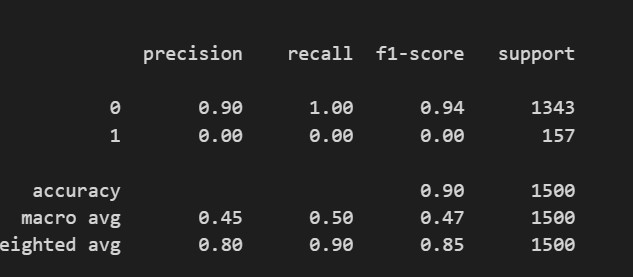 precision recall f1-score support
0 0.90 1.00 0.94 1343
1 0.00 0.00 0.00 157
accuracy 0.90 1500
macro avg 0.45 0.50 0.47 1500
eighted avg 0.80 0.90 0.85 1500